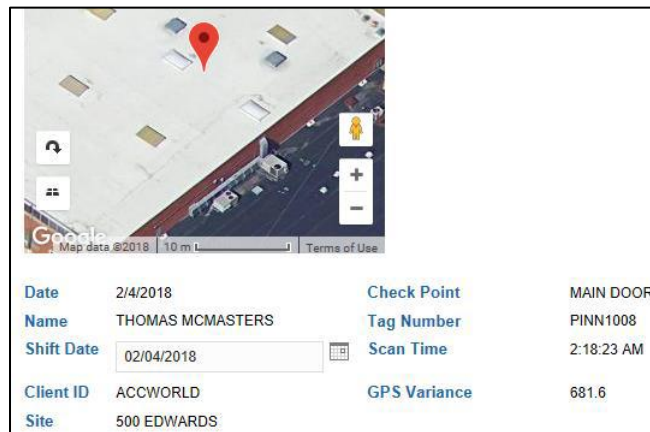 +
−
Google
Map data ©2018 10 m Terms of Use
Date 2/4/2018 Check Point MAIN DOOR
Name THOMAS MCMASTERS Tag Number PINN1008
Shift Date 02/04/2018 Scan Time 2:18:23 AM
Client ID ACCWORLD GPS Variance 681.6
Site 500 EDWARDS